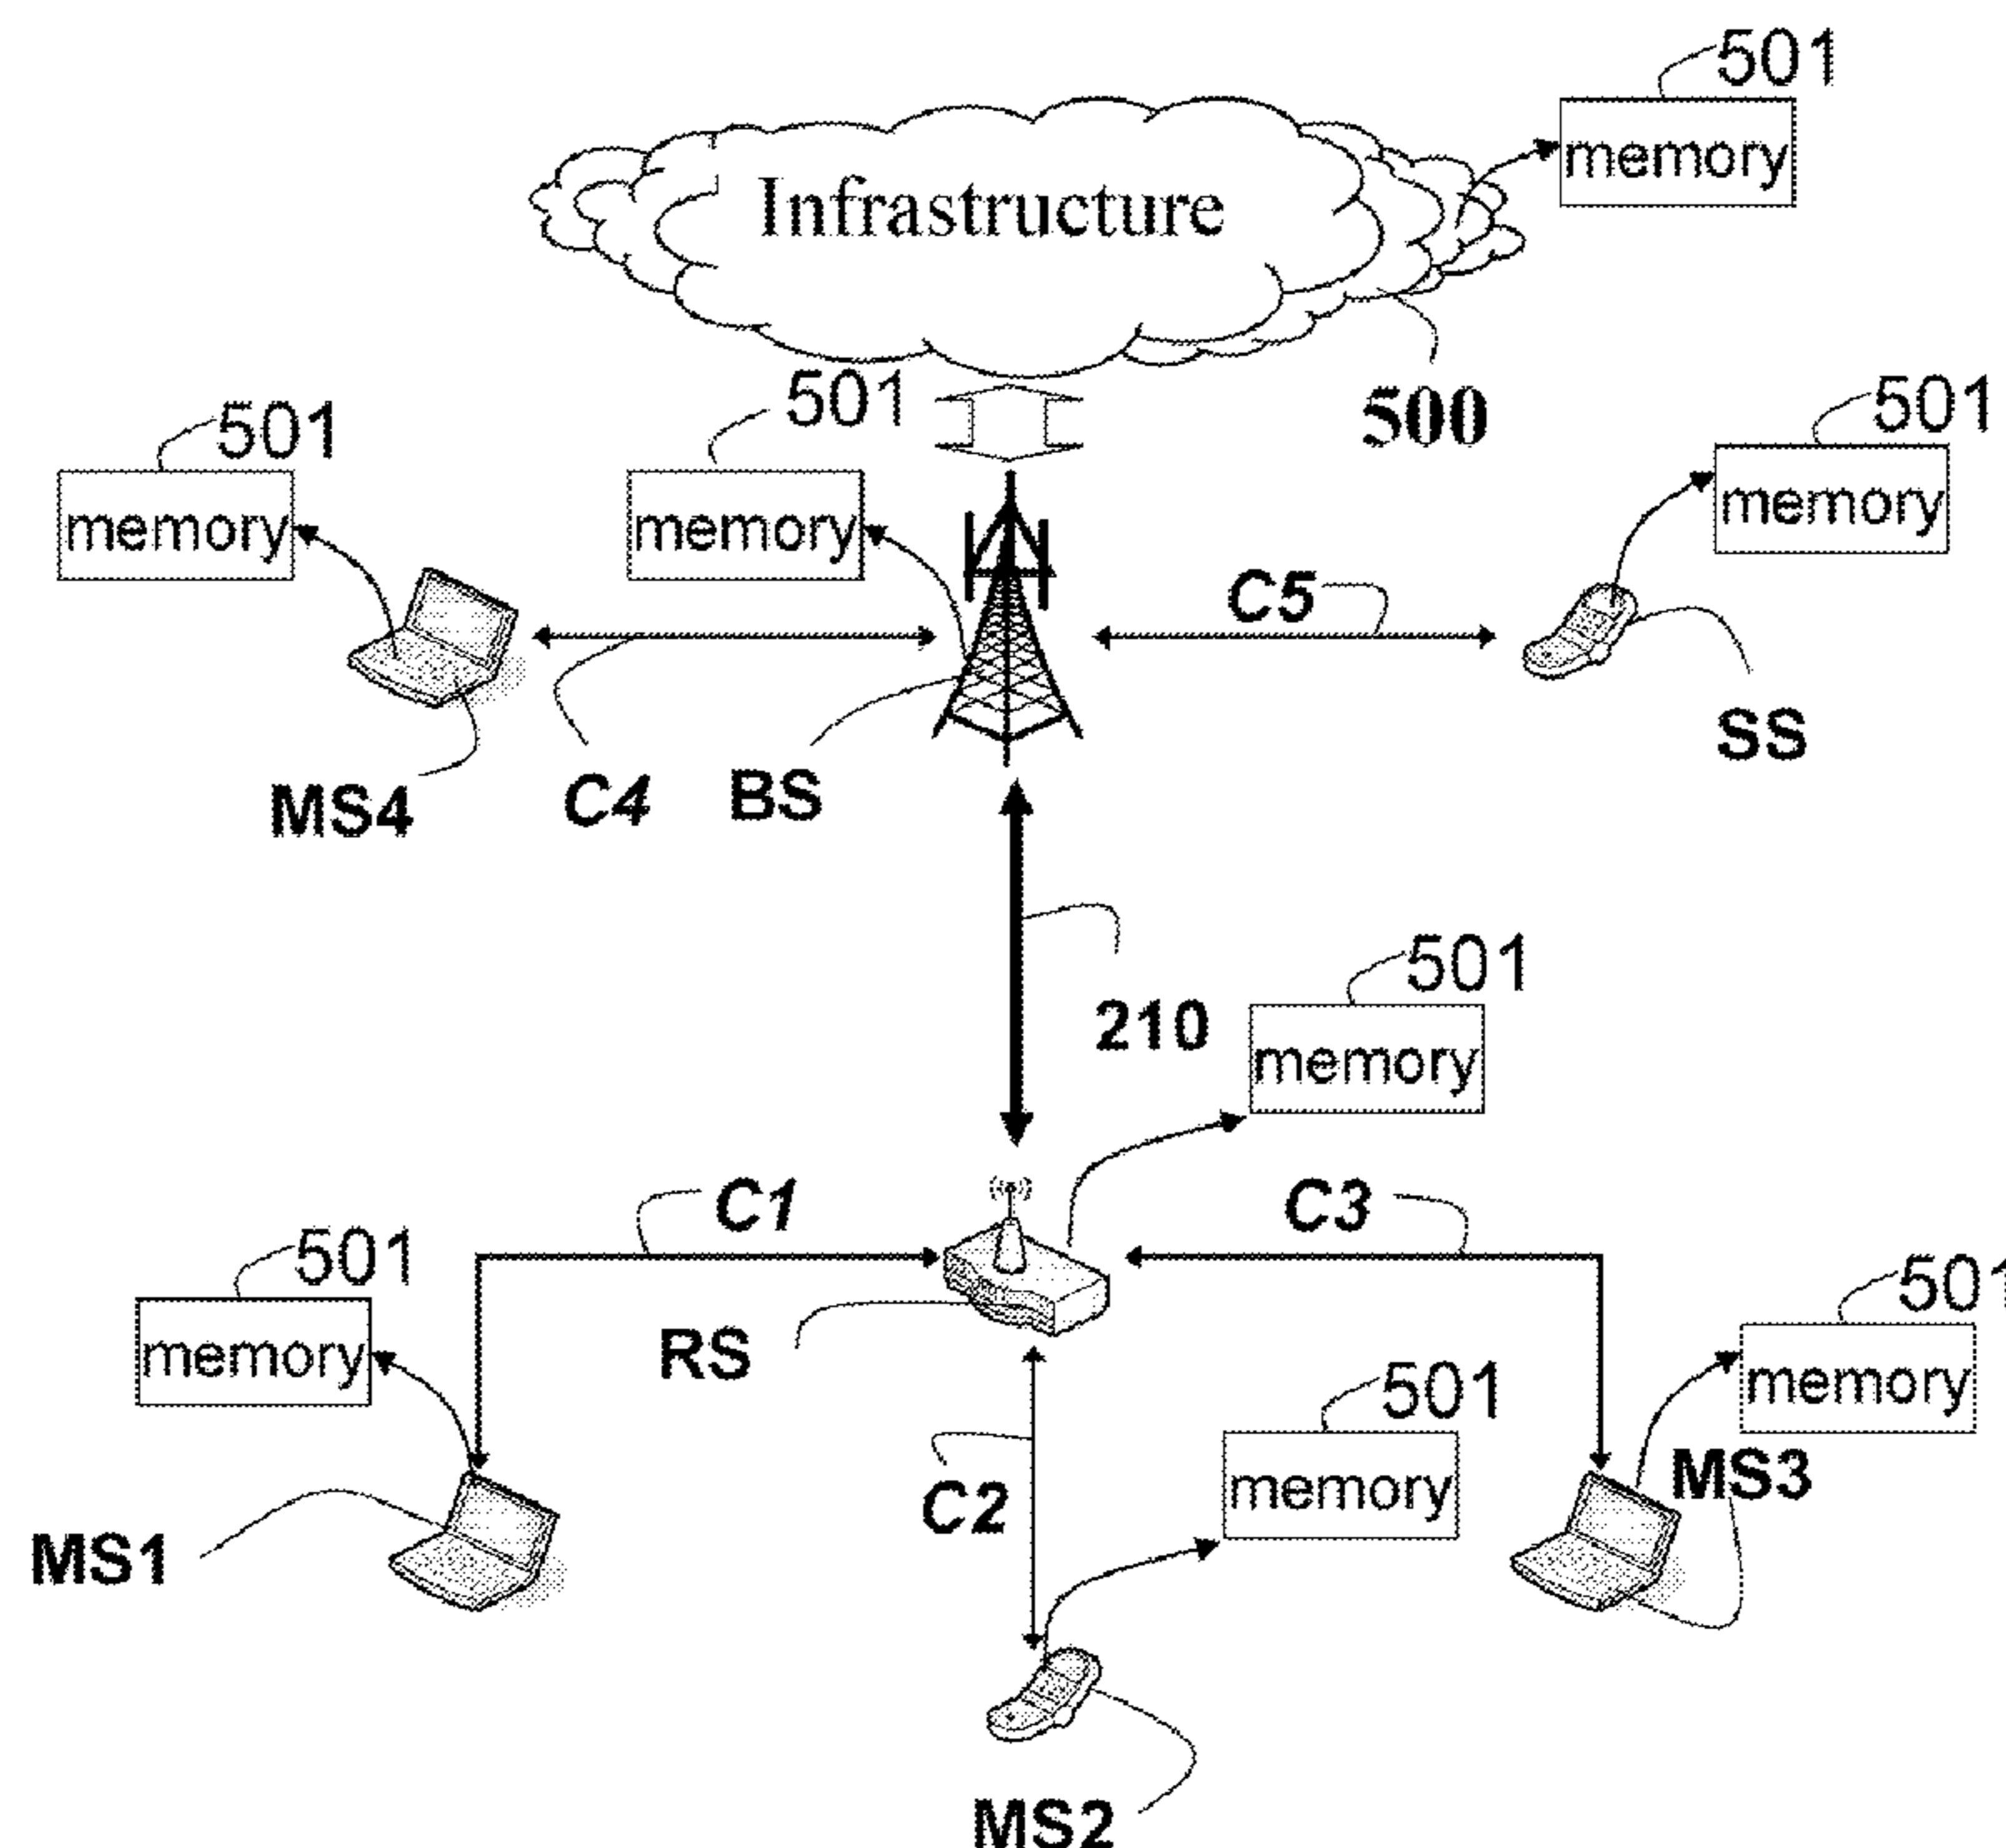 501
memory
Infrastructure
500
501
501
501
memory
memory
memory
C5
SS
MS4
C4
BS
210
501
memory
C1
C3
501
memory
RS
501
memory
501
memory
C2
MS3
MS1
MS2